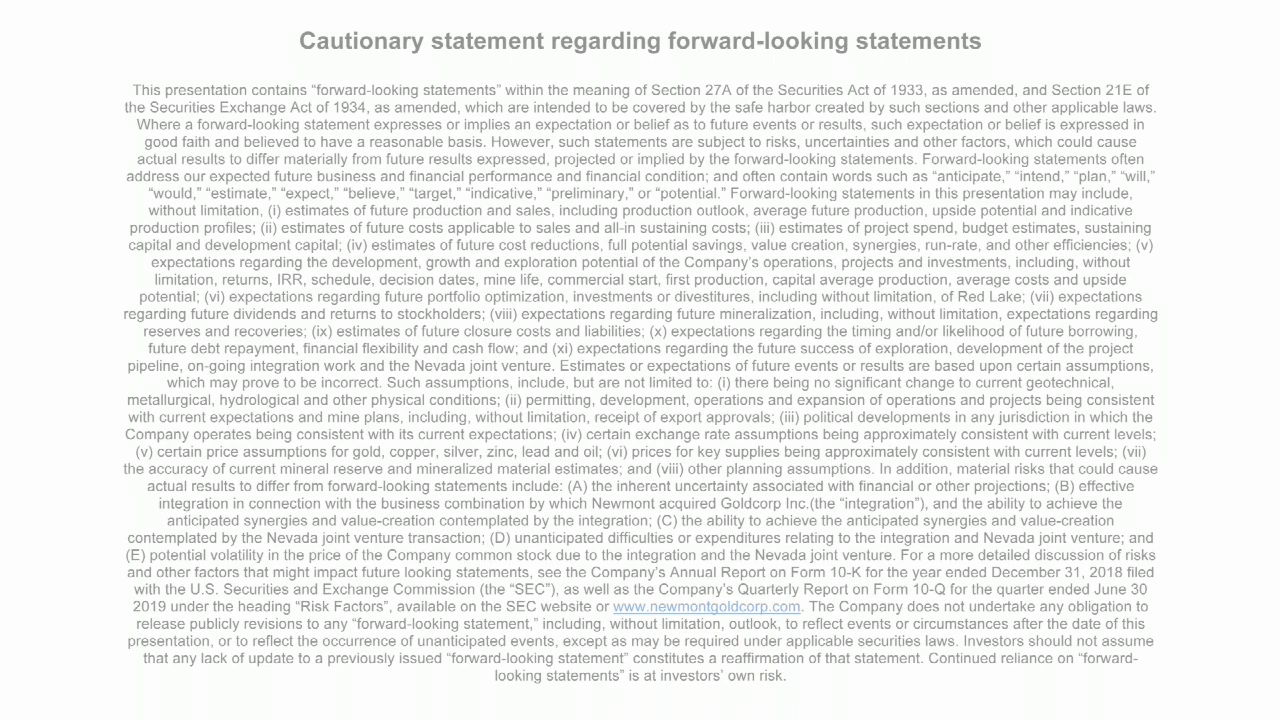 Cautionary statement regarding forward-looking statements
This presentation contains “forward-looking statements” within the meaning of Section 27A of the Securities Act of 1933, as amended, and Section 21E of
the Securities Exchange Act of 1934, as amended, which are intended to be covered by the safe harbor created by such sections and other applicable laws.
Where a forward-looking statement expresses or implies an expectation or belief as to future events or results, such expectation or belief is expressed in
good faith and believed to have a reasonable basis. However, such statements are subject to risks, uncertainties and other factors, which could cause
actual results to differ materially from future results expressed, projected or implied by the forward-looking statements. Forward-looking statements often
address our expected future business and financial performance and financial condition; and often contain words such as “anticipate,” “intend,” “plan,” “will,”
“would,” “estimate,” “expect,” “believe,” “target,” “indicative,” “preliminary,” or “potential.” Forward-looking statements in this presentation may include,
without limitation, (i) estimates of future production and sales, including production outlook, average future production, upside potential and indicative
production profiles; (ii) estimates of future costs applicable to sales and all-in sustaining costs; (iii) estimates of project spend, budget estimates, sustaining
capital and development capital; (iv) estimates of future cost reductions, full potential savings, value creation, synergies, run-rate, and other efficiencies; (v)
expectations regarding the development, growth and exploration potential of the Company’s operations, projects and investments, including, without
limitation, returns, IRR, schedule, decision dates, mine life, commercial start, first production, capital average production, average costs and upside
potential; (vi) expectations regarding future portfolio optimization, investments or divestitures, including without limitation, of Red Lake; (vii) expectations
regarding future dividends and returns to stockholders; (viii) expectations regarding future mineralization, including, without limitation, expectations regarding
reserves and recoveries; (ix) estimates of future closure costs and liabilities; (x) expectations regarding the timing and/or likelihood of future borrowing,
future debt repayment, financial flexibility and cash flow; and (xi) expectations regarding the future success of exploration, development of the project
pipeline, on-going integration work and the Nevada joint venture. Estimates or expectations of future events or results are based upon certain assumptions,
which may prove to be incorrect. Such assumptions, include, but are not limited to: (i) there being no significant change to current geotechnical,
metallurgical, hydrological and other physical conditions; (ii) permitting, development, operations and expansion of operations and projects being consistent
with current expectations and mine plans, including, without limitation, receipt of export approvals; (iii) political developments in any jurisdiction in which the
Company operates being consistent with its current expectations; (iv) certain exchange rate assumptions being approximately consistent with current levels;
(v) certain price assumptions for gold, copper, silver, zinc, lead and oil; (vi) prices for key supplies being approximately consistent with current levels; (vii)
the accuracy of current mineral reserve and mineralized material estimates; and (viii) other planning assumptions. In addition, material risks that could cause
actual results to differ from forward-looking statements include: (A) the inherent uncertainty associated with financial or other projections; (B) effective
integration in connection with the business combination by which Newmont acquired Goldcorp Inc.(the “integration”), and the ability to achieve the
anticipated synergies and value-creation contemplated by the integration; (C) the ability to achieve the anticipated synergies and value-creation
contemplated by the Nevada joint venture transaction; (D) unanticipated difficulties or expenditures relating to the integration and Nevada joint venture; and
(E) potential volatility in the price of the Company common stock due to the integration and the Nevada joint venture. For a more detailed discussion of risks
and other factors that might impact future looking statements, see the Company’s Annual Report on Form 10-K for the year ended December 31, 2018 filed
with the U.S. Securities and Exchange Commission (the “SEC”), as well as the Company’s Quarterly Report on Form 10-Q for the quarter ended June 30
2019 under the heading “Risk Factors”, available on the SEC website or www.newmontgoldcorp.com. The Company does not undertake any obligation to
release publicly revisions to any “forward-looking statement,” including, without limitation, outlook, to reflect events or circumstances after the date of this
presentation, or to reflect the occurrence of unanticipated events, except as may be required under applicable securities laws. Investors should not assume
that any lack of update to a previously issued “forward-looking statement” constitutes a reaffirmation of that statement. Continued reliance on “forward-
looking statements” is at investors’ own risk.